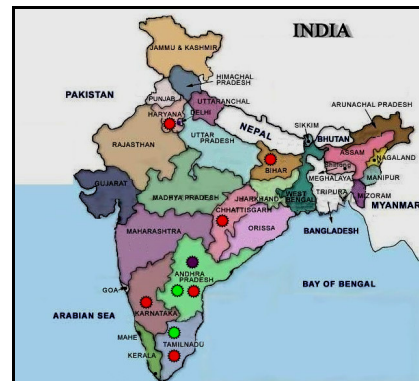 INDIA
JAMMU & KASHMIR
HIMACHAL
PRADESH
PAKISTAN
PUNJAB
UTTARANCHAL
HARYANA
DELHI
ARUNACHAL PRADESH
SIKKIM
NEPAL
BHUTAN
UTTAR
PRADESH
RAJASTHAN
ASSAM
NAGALAND
BIHAR
MEGHALAYA
MANIPUR
GUJARAT
MADHYA PRADESH
JHARKHAND
WEST
BENGAL
TRIPURA
MIZORAM
CHHATTISGARH
MYANMAR
MAHARASHTRA
ORISSA
BANGLADESH
ANDHRA
PRADESH
GOA
BAY OF BENGAL
KARNATAKA
ARABIAN SEA
MAHE
TAMILNADU
KERALA